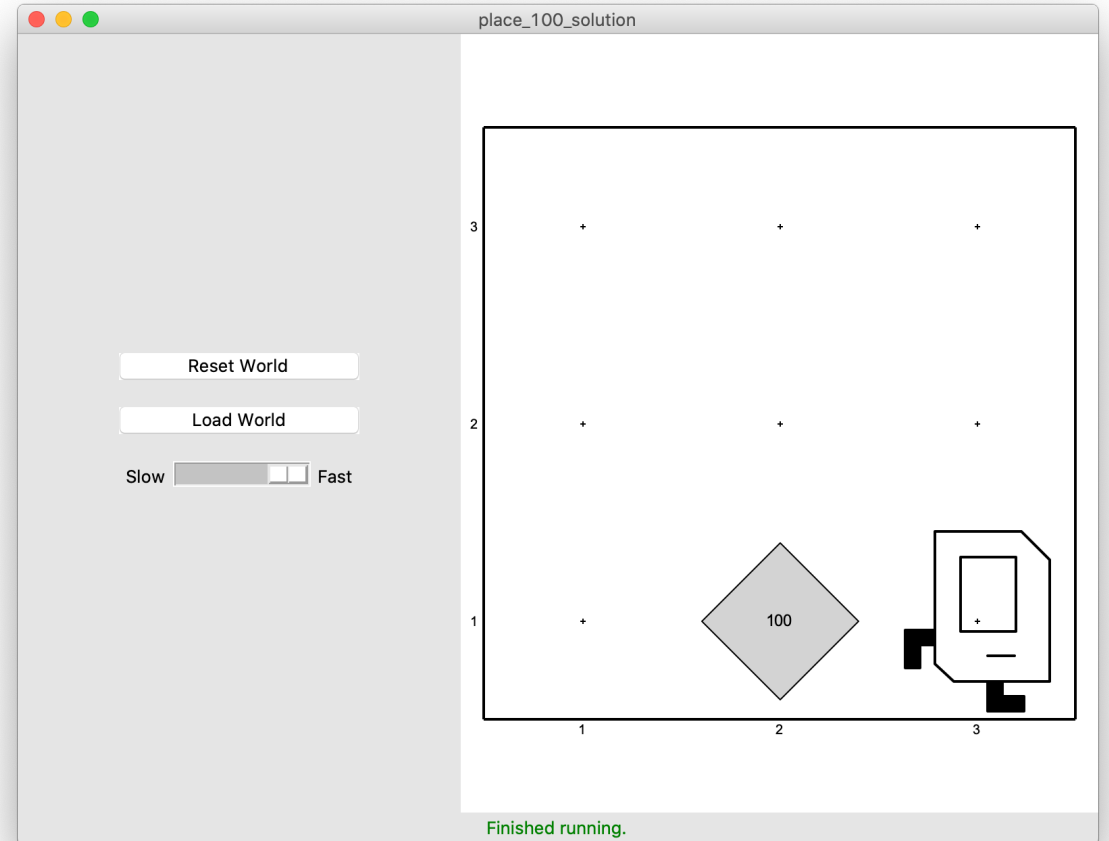 place_100_solution
Reset World
Load World
Slow Fast
3
2
1
100
1 2 3
Finished running.